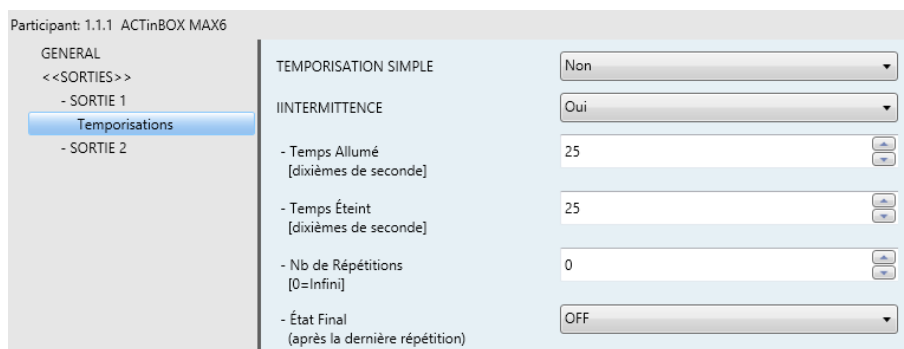 Participant: 1.1.1 ACTinBOX MAX6
GENERAL
<<SORTIES>>
- SORTIE 1
Temporisations
- SORTIE 2
TEMPORISATION SIMPLE
Non
IINTERMITTENCE
Oui
- Temps Allumé
[dixièmes de seconde]
25
- Temps Éteint
[dixièmes de seconde]
25
- Nb de Répétitions
[0=Infini]
0
- État Final
(après la dernière répétition)
OFF